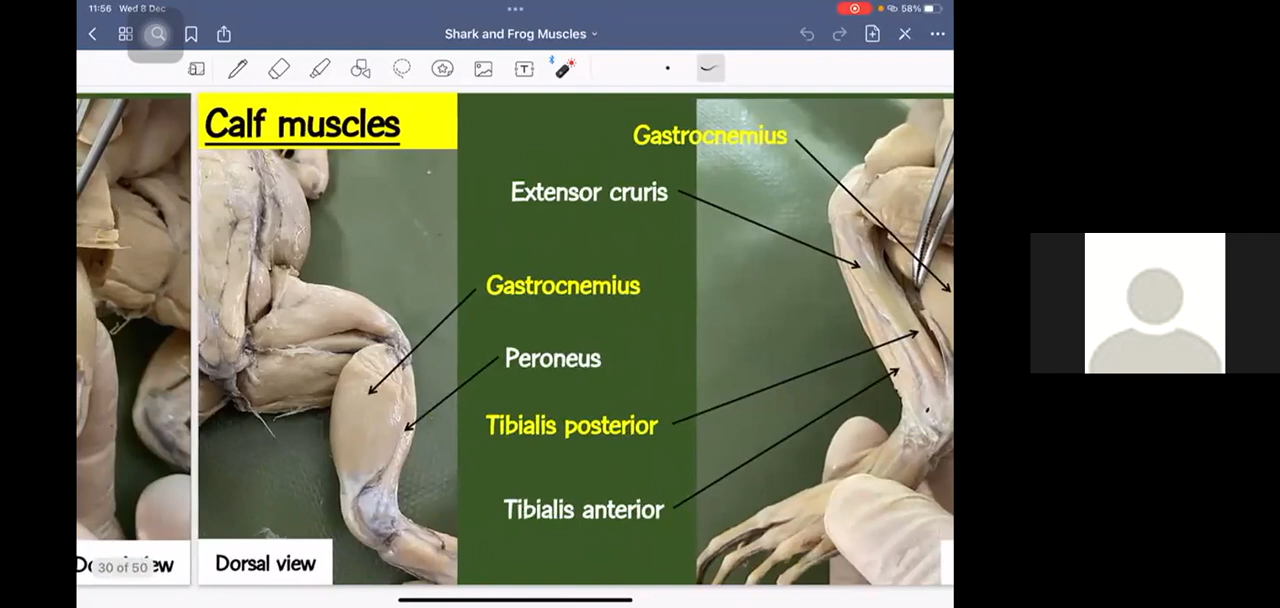 11:56 Wed 8 Dec
58%
Shark and Frog Muscles
T
Calf muscles
Gastrocnemius
Extensor cruris
Gastrocnemius
Peroneus
Tibialis posterior
Tibialis anterior
30 of 50
Dorsal view